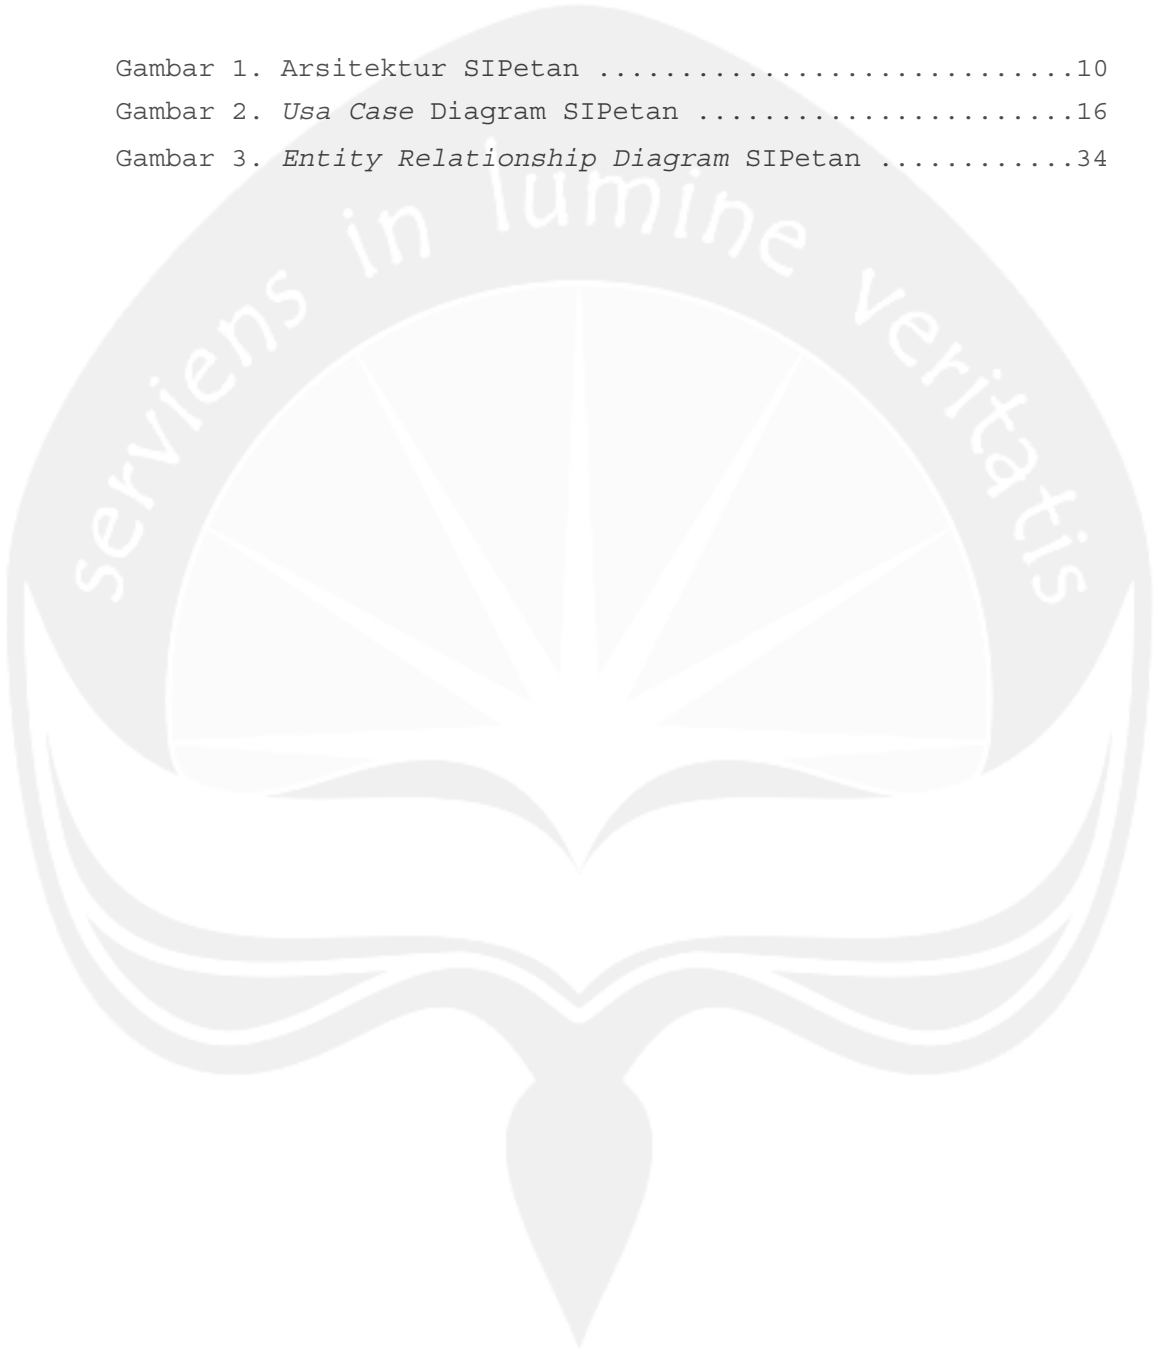 Gambar 1. Arsitektur SIPetan .............................10
Gambar 2. Usa Case Diagram SIPetan .......................16
Gambar 3. Entity Relationship Diagram SIPetan ............34
serviens in lumine veritatis